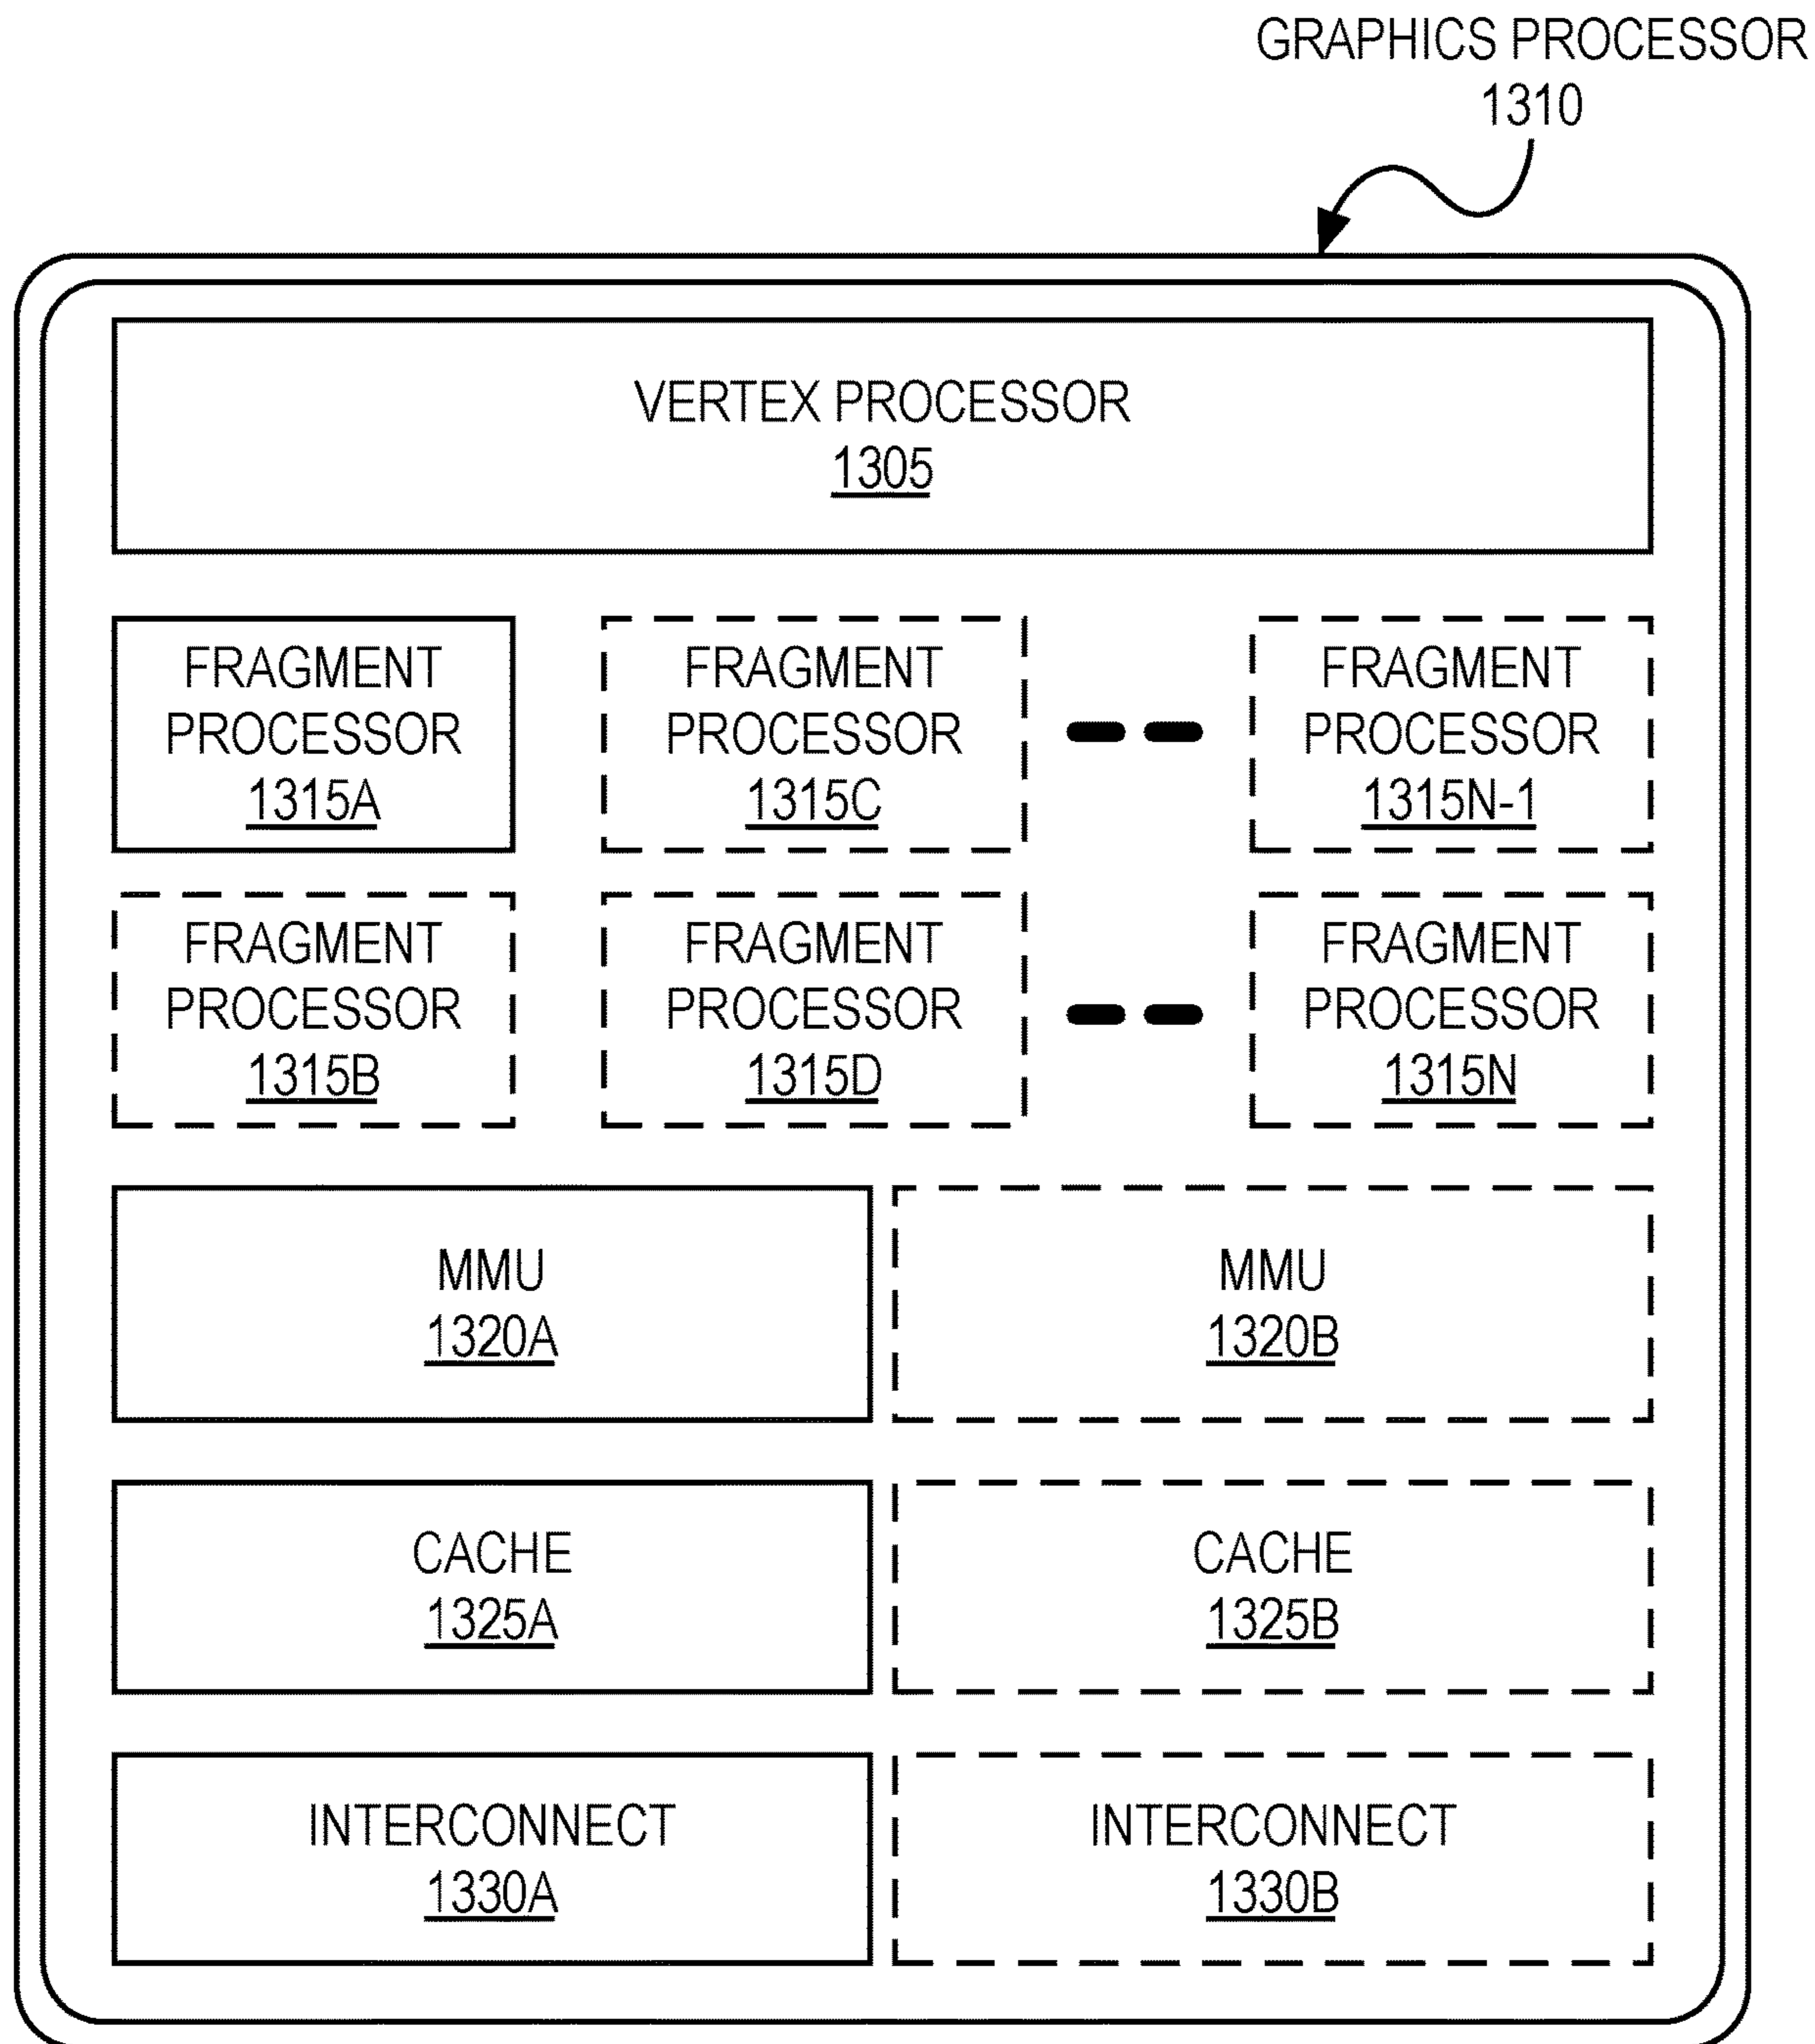 GRAPHICS PROCESSOR
1310
VERTEX PROCESSOR
1305
FRAGMENT
PROCESSOR
1315A
FRAGMENT
PROCESSOR
1315C
FRAGMENT
PROCESSOR
1315N-1
FRAGMENT
PROCESSOR
1315B
FRAGMENT
PROCESSOR
1315D
FRAGMENT
PROCESSOR
1315N
MMU
1320A
MMU
1320B
CACHE
1325A
CACHE
1325B
INTERCONNECT
1330A
INTERCONNECT
1330B